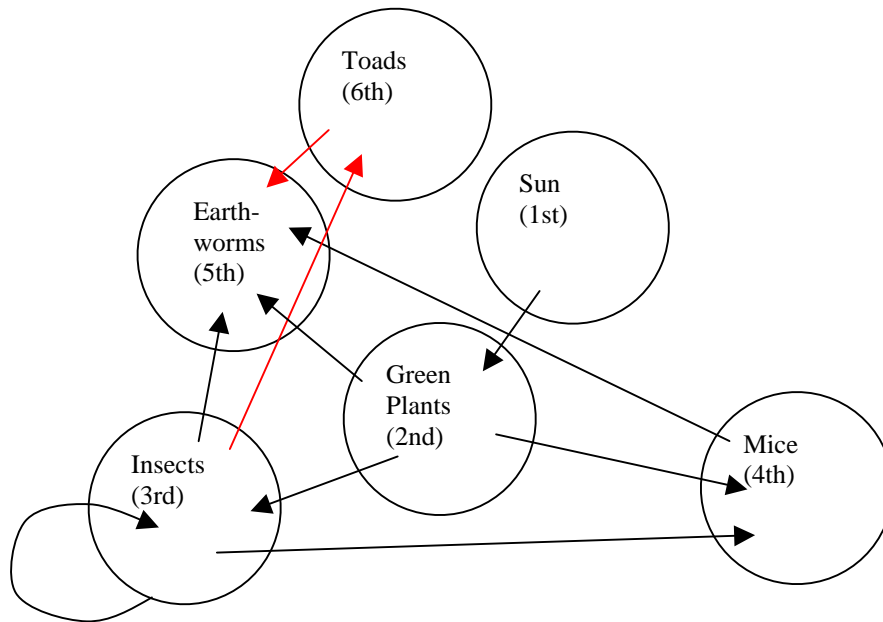 Toads
(6th)
Sun
(1st)
Earth-
worms
(5th)
Green
Plants
(2nd)
Mice
(4th)
Insects
(3rd)